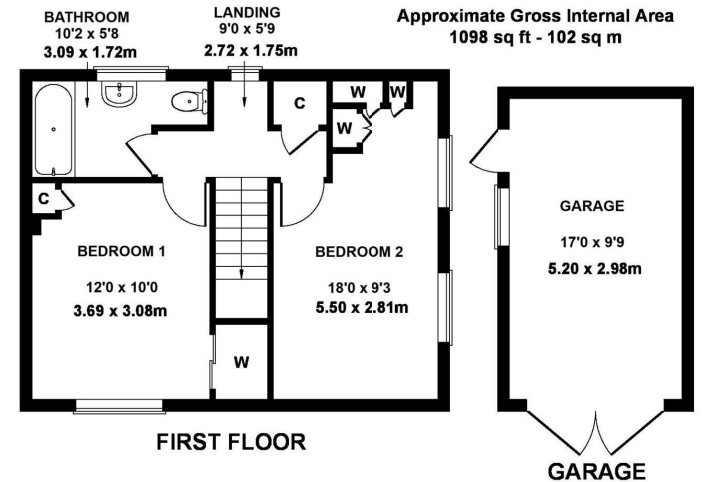 BATHROOM
10'2 x 5'8
3.09 x 1.72m
LANDING
9'0 x 5'9
2.72 x 1.75m
Approximate Gross Internal Area
1098 sq ft - 102 sq m
C
W
W
W
C
BEDROOM 1
12'0 x 10'0
3.69 x 3.08m
BEDROOM 2
18'0 x 9'3
5.50 x 2.81m
W
GARAGE
17'0 x 9'9
5.20 x 2.98m
FIRST FLOOR
GARAGE